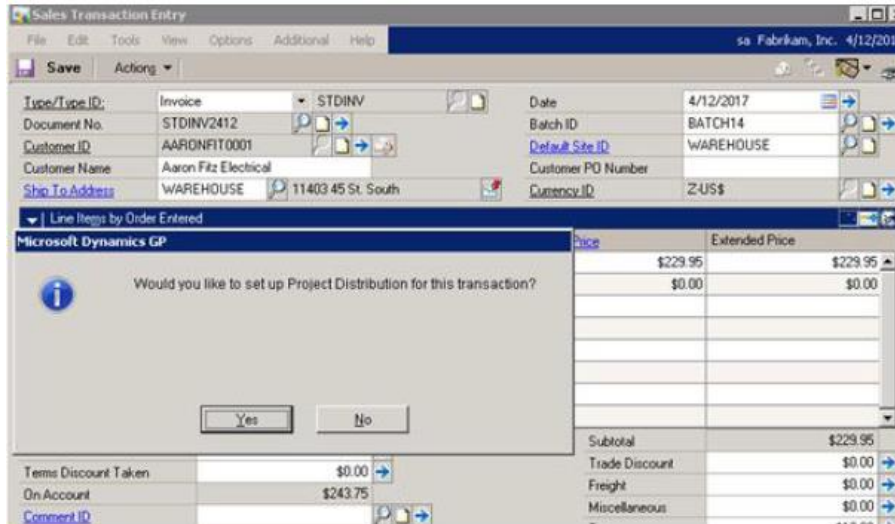 Sales Transaction Entry
File Edit Tools View Options Additional Help sa Fabrikam, Inc. 4/12/201
Save Actions
Type/Type ID: Invoice STDINV Date 4/12/2017
Document No. STDINV2412 Batch ID BATCH14
Customer ID AARONFIT0001 Default Site ID WAREHOUSE
Customer Name Aaron Fitz Electrical Customer PO Number
Ship To Address WAREHOUSE 11403 45 St. South Currency ID Z-US$
Line Items by Order Entered
Microsoft Dynamics GP Price Extended Price
$229.95 $229.95
Would you like to set up Project Distribution for this transaction? $0.00 $0.00
Yes No
Subtotal $229.95
Terms Discount Taken $0.00 Trade Discount $0.00
On Account $243.75 Freight $0.00
Comment ID Miscellaneous $0.00